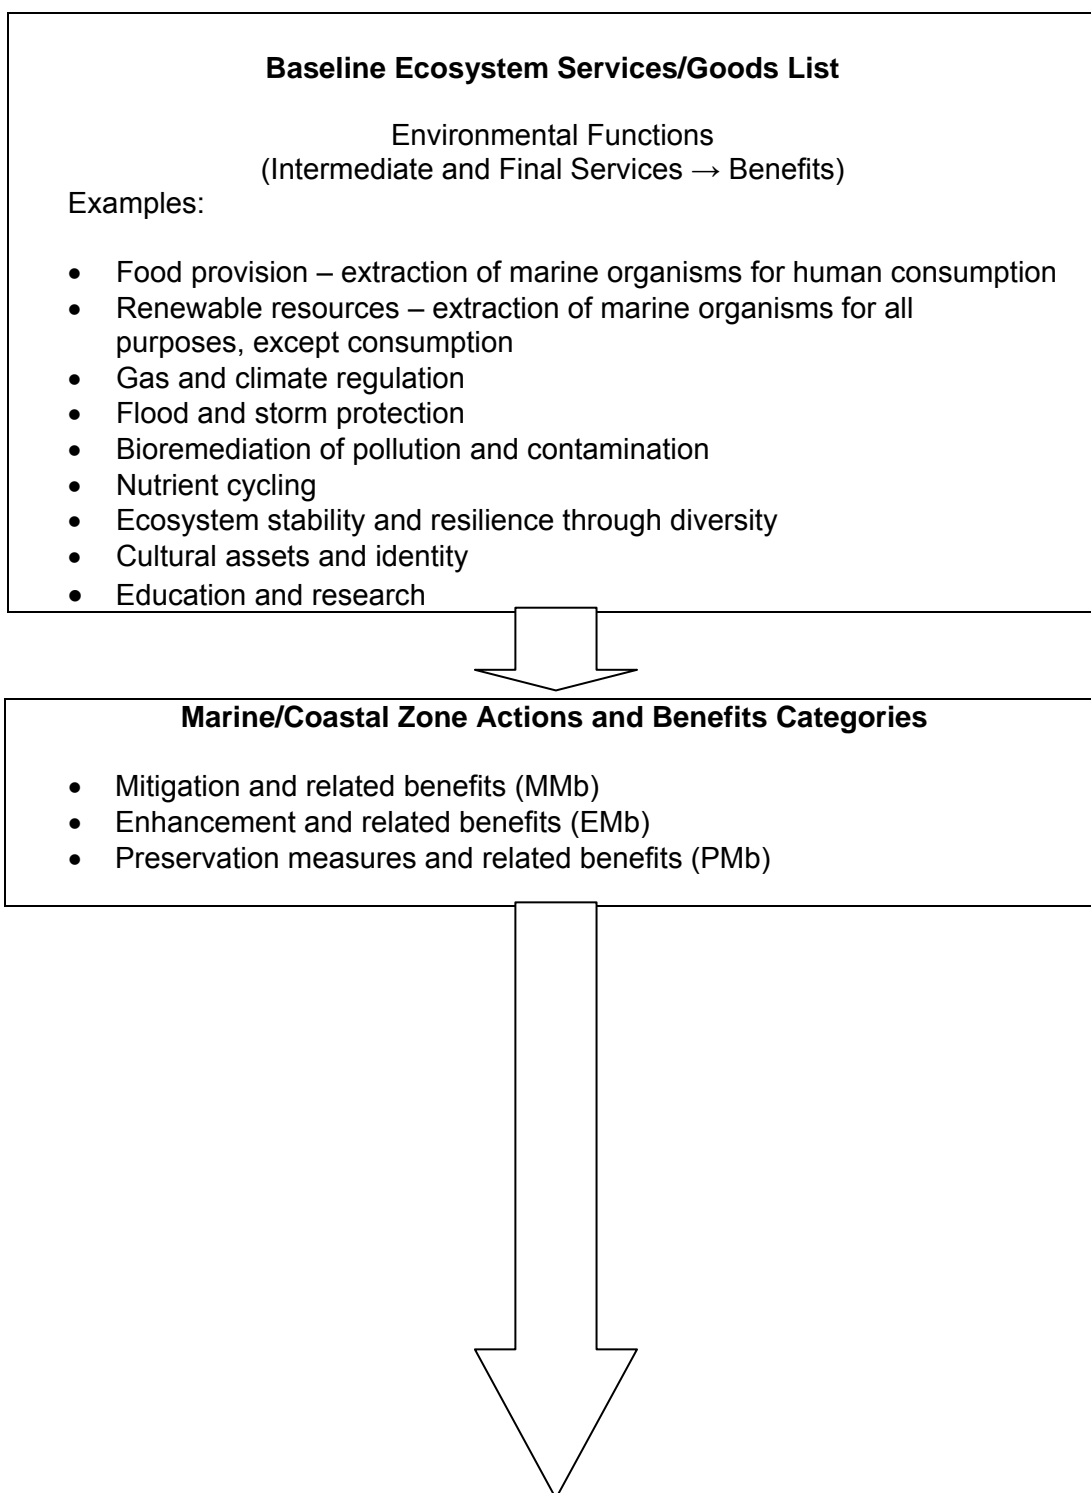 Baseline Ecosystem Services/Goods List
Environmental Functions
(Intermediate and Final Services → Benefits)
Examples:
• Food provision – extraction of marine organisms for human consumption
• Renewable resources – extraction of marine organisms for all
purposes, except consumption
• Gas and climate regulation
• Flood and storm protection
• Bioremediation of pollution and contamination
• Nutrient cycling
• Ecosystem stability and resilience through diversity
• Cultural assets and identity
• Education and research
Marine/Coastal Zone Actions and Benefits Categories
• Mitigation and related benefits (MMb)
• Enhancement and related benefits (EMb)
• Preservation measures and related benefits (PMb)